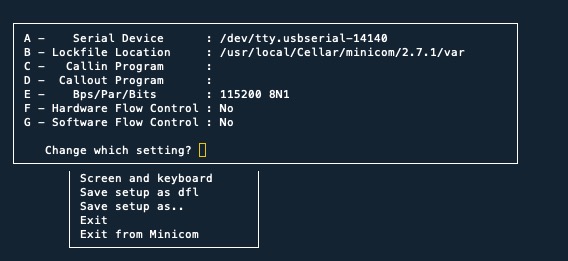 A -    Serial Device      : /dev/tty.usbserial-14140
B - Lockfile Location     : /usr/local/Cellar/minicom/2.7.1/var
C -   Callin Program      :
D -  Callout Program      :
E -    Bps/Par/Bits       : 115200 8N1
F - Hardware Flow Control : No
G - Software Flow Control : No
Change which setting?
Screen and keyboard
Save setup as dfl
Save setup as..
Exit
Exit from Minicom